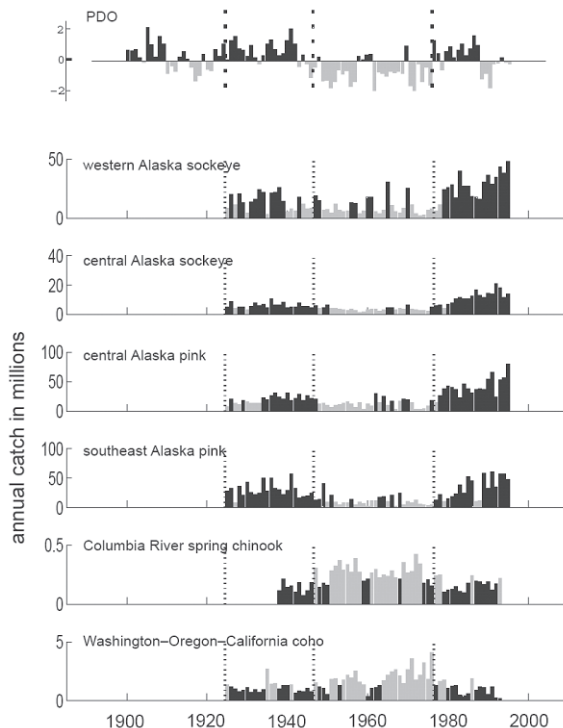 PDO
2
0
−2
western Alaska sockeye
50
0
central Alaska sockeye
40
20
0
central Alaska pink
100
50
0
southeast Alaska pink
100
50
0
Columbia River spring chinook
0.5
0
Washington–Oregon–California coho
5
0
annual catch in millions
1900 1920 1940 1960 1980 2000